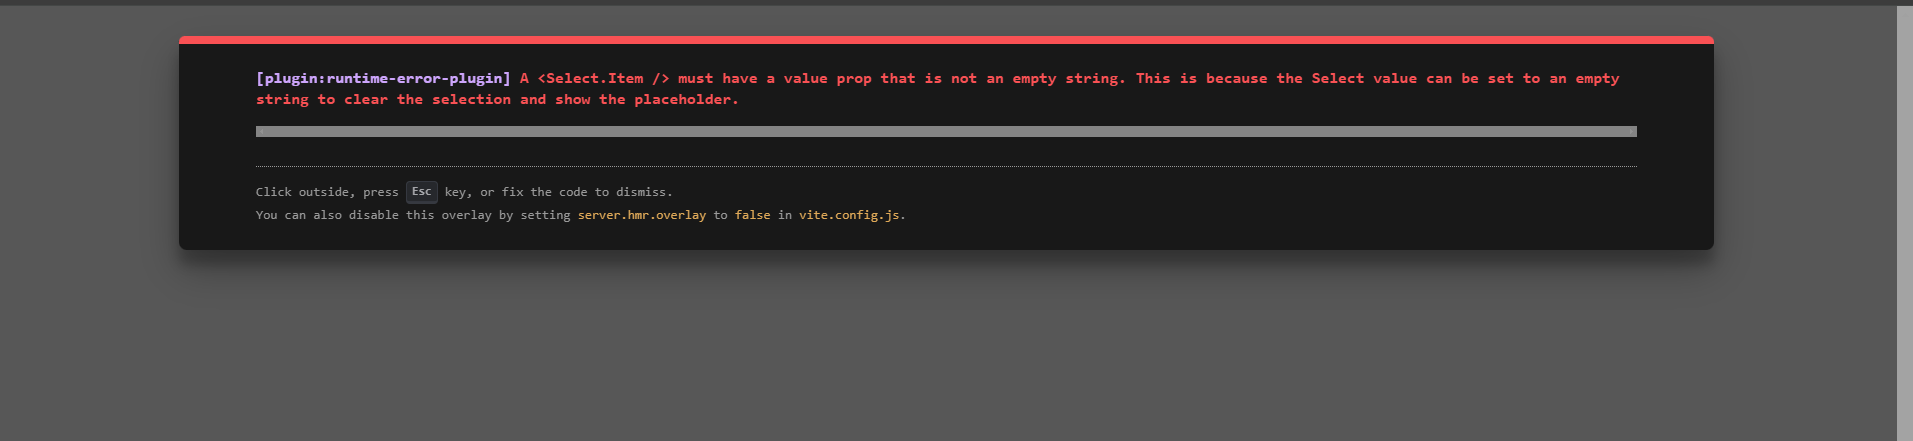 [plugin:runtime-error-plugin] A <Select.Item /> must have a value prop that is not an empty string. This is because the Select value can be set to an empty
string to clear the selection and show the placeholder.
Click outside, press Esc key, or fix the code to dismiss.
You can also disable this overlay by setting server.hmr.overlay to false in vite.config.js.